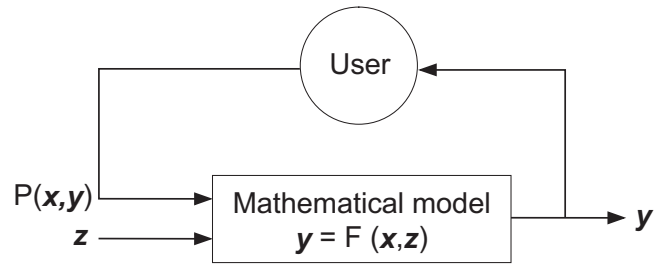 User
P(x,y)
z
Mathematical model
y = F (x,z)
y